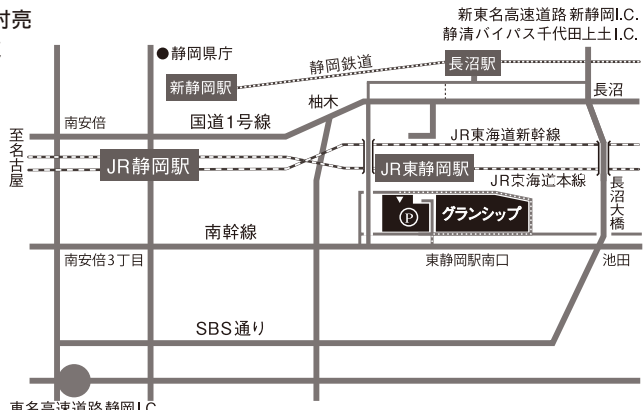 村亮
新東名高速道路 新静岡I.C.
静清バイパス千代田上土I.C.
●静岡県庁
静岡鉄道
長沼駅
新静岡駅
柚木
長沼
南安倍
国道1号線
至名古屋
JR東海道新幹線
JR静岡駅
JR東静岡駅
JR東海道本線
長沼大橋
P
グランシップ
南幹線
南安倍3丁目
東静岡駅南口
池田
SBS通り
東名高速道路静岡I.C.